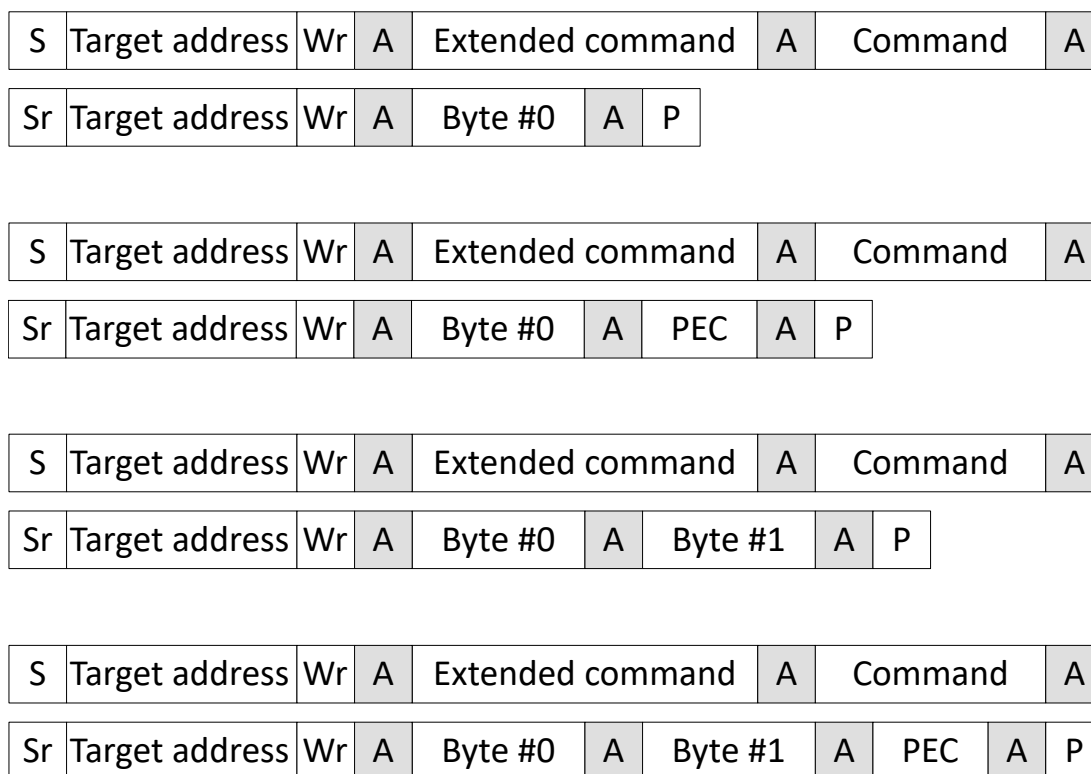 S Target address Wr A Extended command A Command A
Sr Target address Wr A Byte #0 A P
S Target address Wr A Extended command A Command A
Sr Target address Wr A Byte #0 A PEC A P
S Target address Wr A Extended command A Command A
Sr Target address Wr A Byte #0 A Byte #1 A P
S Target address Wr A Extended command A Command A
Sr Target address Wr A Byte #0 A Byte #1 A PEC A P